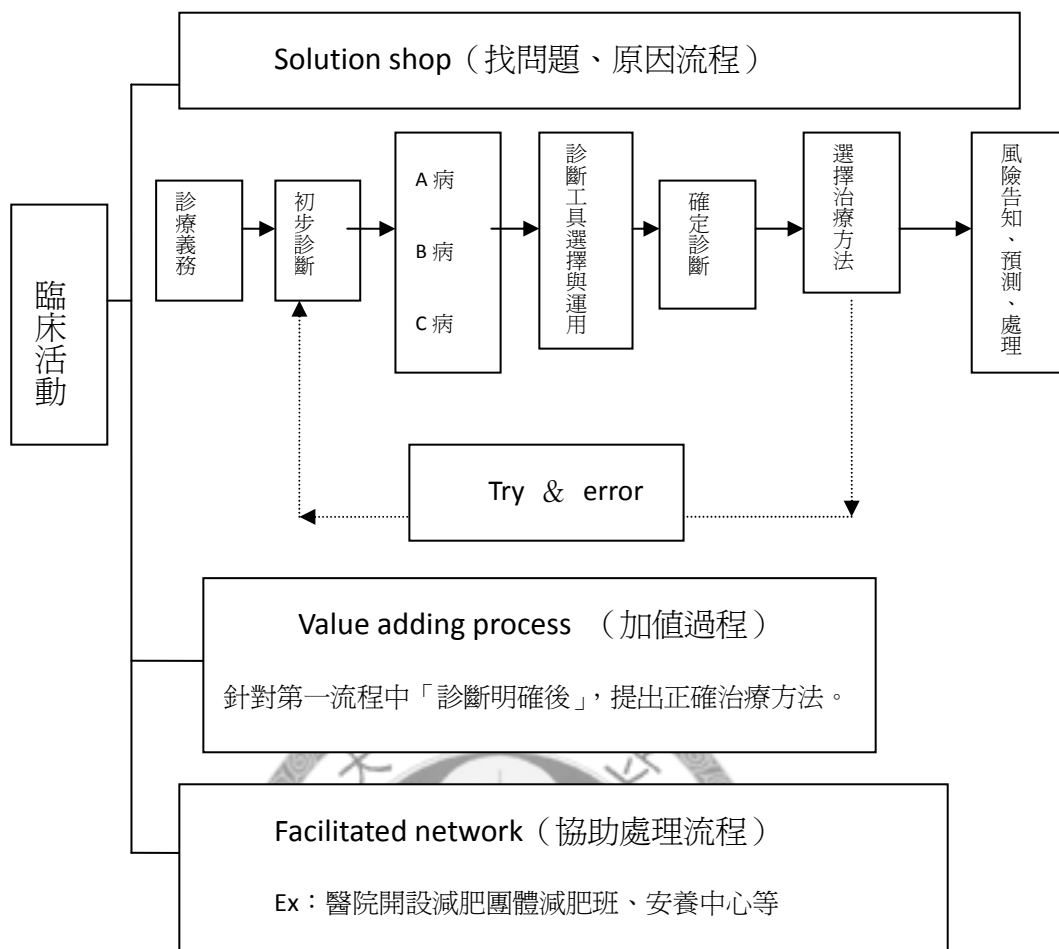 Solution shop（找問題、原因流程）
臨床活動
診療義務
初步診斷
A 病
B 病
C 病
診斷工具選擇與運用
確定診斷
選擇治療方法
風險告知、預測、處理
Try ＆ error
Value adding process （加值過程）
針對第一流程中「診斷明確後」，提出正確治療方法。
Facilitated network（協助處理流程）
Ex：醫院開設減肥團體減肥班、安養中心等